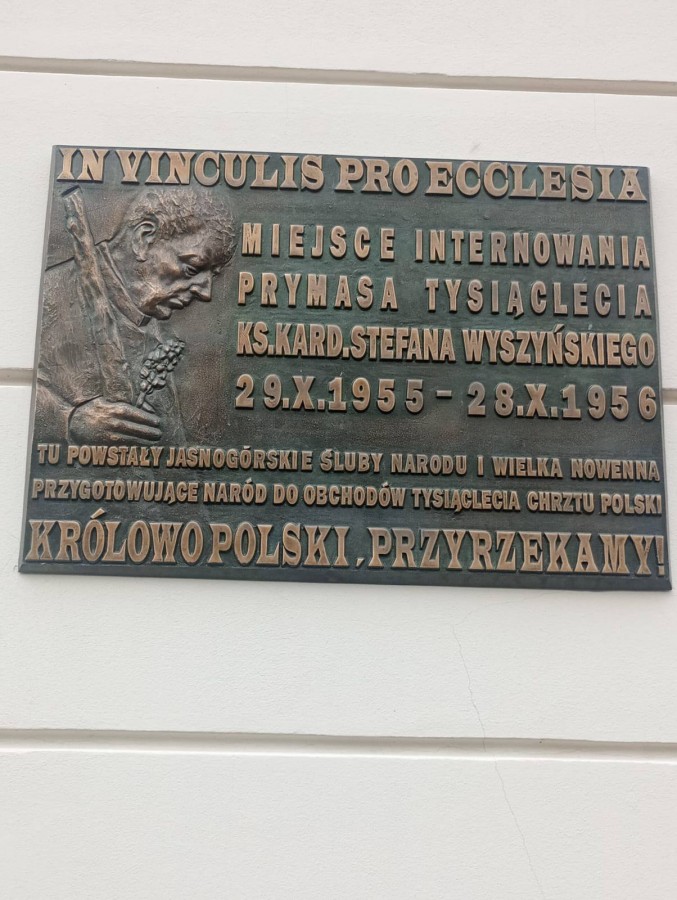 IN VINCULIS PRO ECCLESIA
MIEJSCE INTERNOWANIA
PRYMASA TYSIĄCLECIA
KS.KARD.STEFANA WYSZYŃSKIEGO
29.X.1955 - 28.X.1956
TU POWSTAŁY JASNOGÓRSKIE ŚLUBY NARODU I WIELKA NOWENNA
PRZYGOTOWUJĄCE NARÓD DO OBCHODÓW TYSIĄCLECIA CHRZTU POLSKI
KRÓLOWO POLSKI, PRZYRZEKAMY!